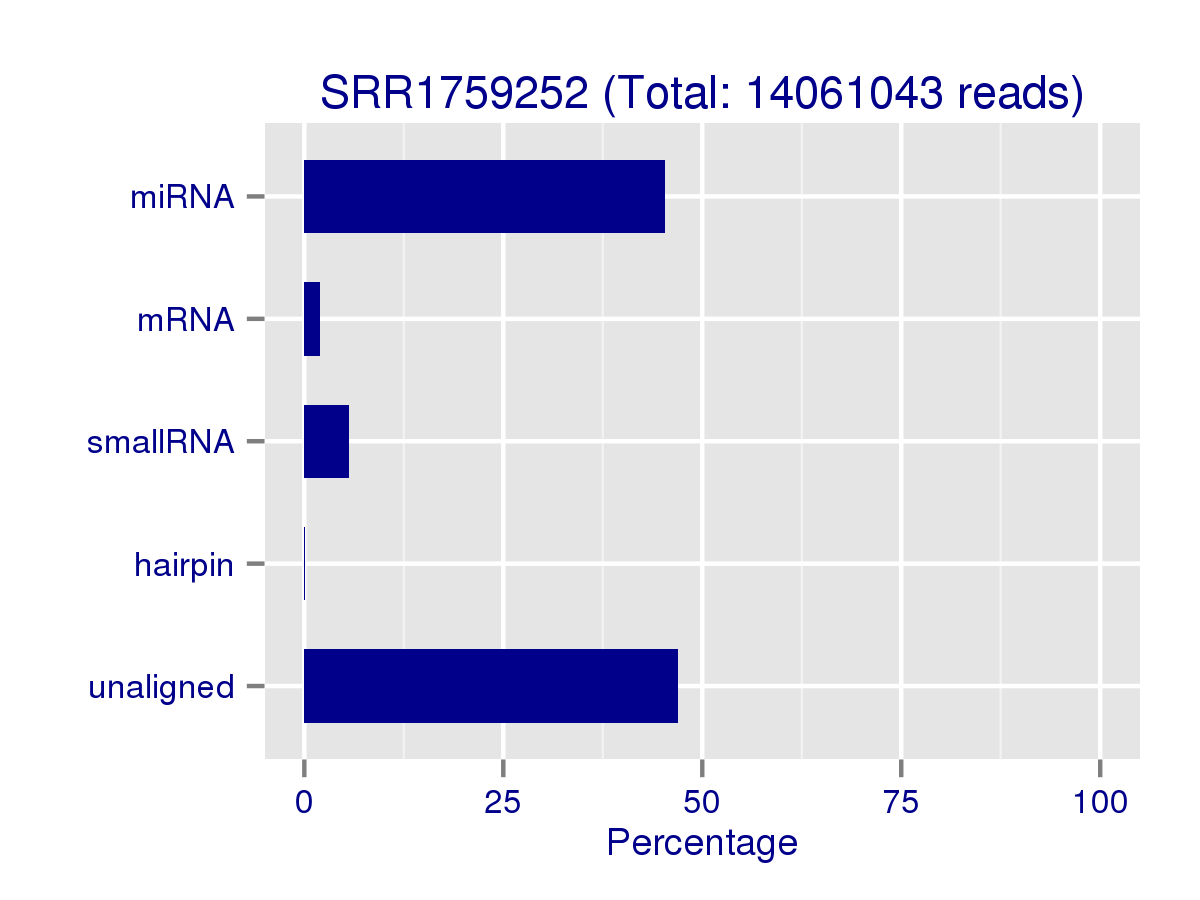 SRR1759252 (Total: 14061043 reads)
miRNA
mRNA
smallRNA
hairpin
unaligned
0 25 50 75 100
Percentage